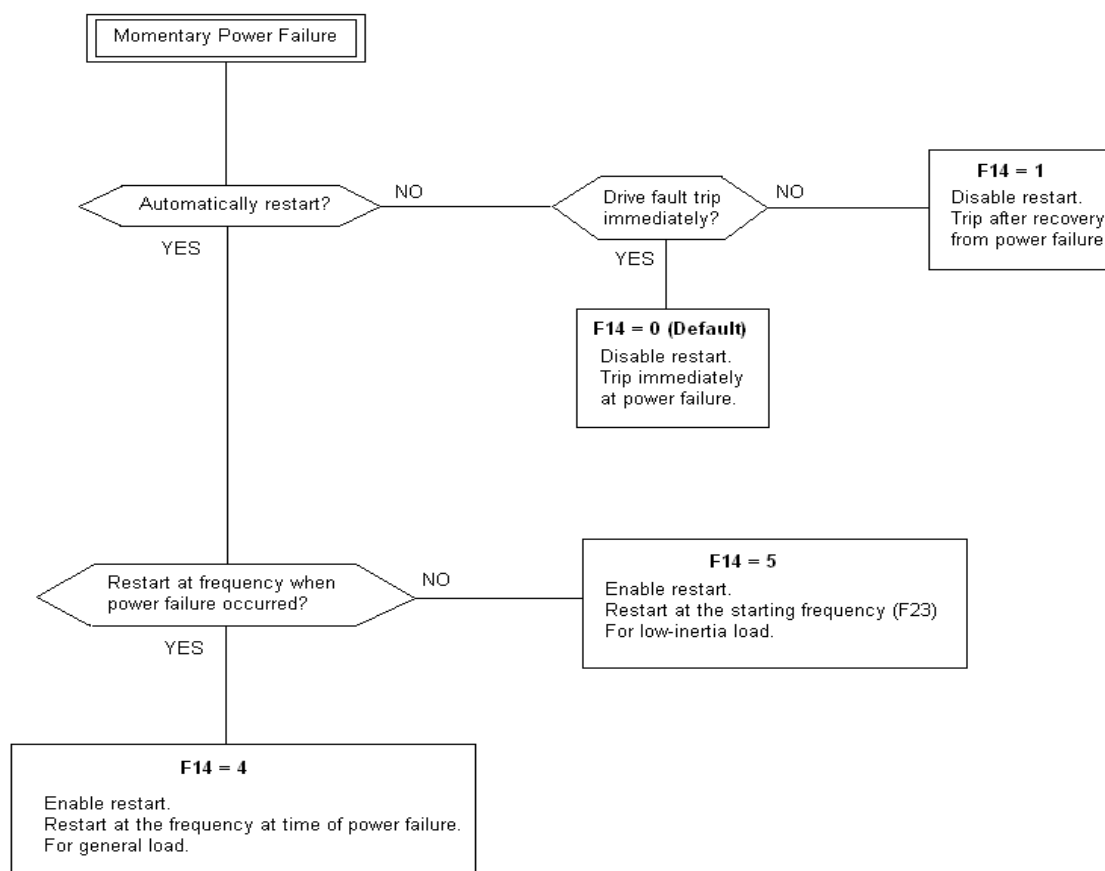 Momentary Power Failure
Automatically restart?
NO
YES
Drive fault trip
immediately?
NO
YES
F14 = 1
Disable restart.
Trip after recovery
from power failure
F14 = 0 (Default)
Disable restart.
Trip immediately
at power failure.
Restart at frequency when
power failure occurred?
NO
YES
F14 = 5
Enable restart.
Restart at the starting frequency (F23)
For low-inertia load.
F14 = 4
Enable restart.
Restart at the frequency at time of power failure.
For general load.